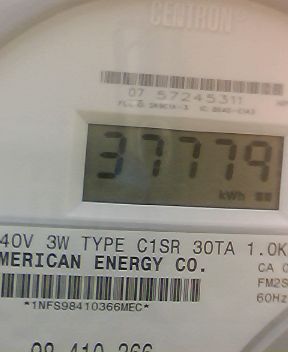 CENTRON
07 57245311
37779
kWh
40V 3W TYPE C1SR 30TA 1.0K
MERICAN ENERGY CO.
CA 0
FM2S
60Hz
*1NFS98410366MEC*
98 410 366